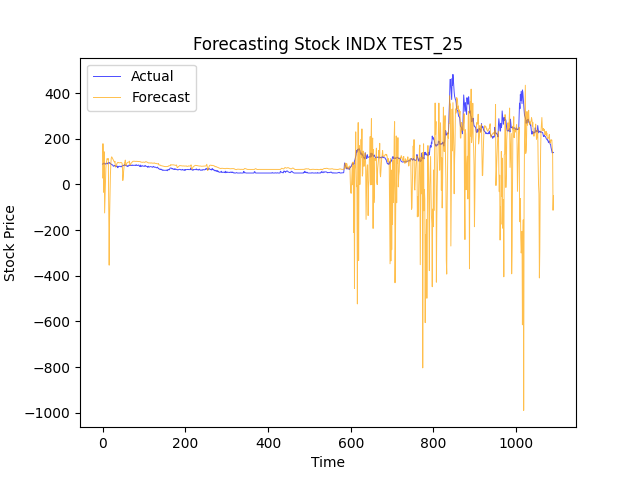 Forecasting Stock INDX TEST_25
Actual
Forecast
400
200
0
−200
−400
−600
−800
−1000
Stock Price
0 200 400 600 800 1000
Time